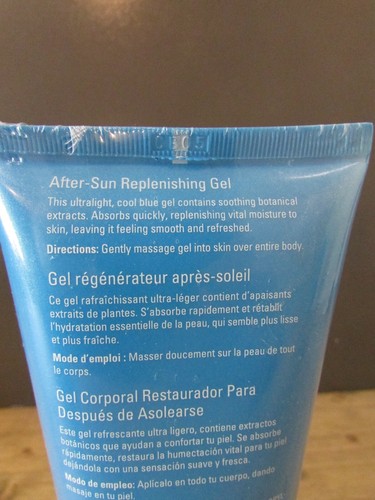 After-Sun Replenishing Gel
This ultralight, cool blue gel contains soothing botanical
extracts. Absorbs quickly, replenishing vital moisture to
skin, leaving it feeling smooth and refreshed.
Directions: Gently massage gel into skin over entire body.
Gel régénérateur après-soleil
Ce gel rafraîchissant ultra-léger contient d'apaisants
extraits de plantes. S'absorbe rapidement et rétablit
l'hydratation essentielle de la peau, qui semple plus lisse
et plus fraîche.
Mode d'emploi : Masser doucement sur la peau de tout
le corps.
Gel Corporal Restaurador Para
Después de Asolearse
Este gel refrescante ultra ligero, contiene extractos
botánicos que ayudan a confortar tu piel. Se absorbe
rápidamente, restaura la humectación vital para tu piel
dejándola con una sensación suave y fresca.
Modo de empleo: Aplícalo en todo tu cuerpo, dando
masaje en tu piel.